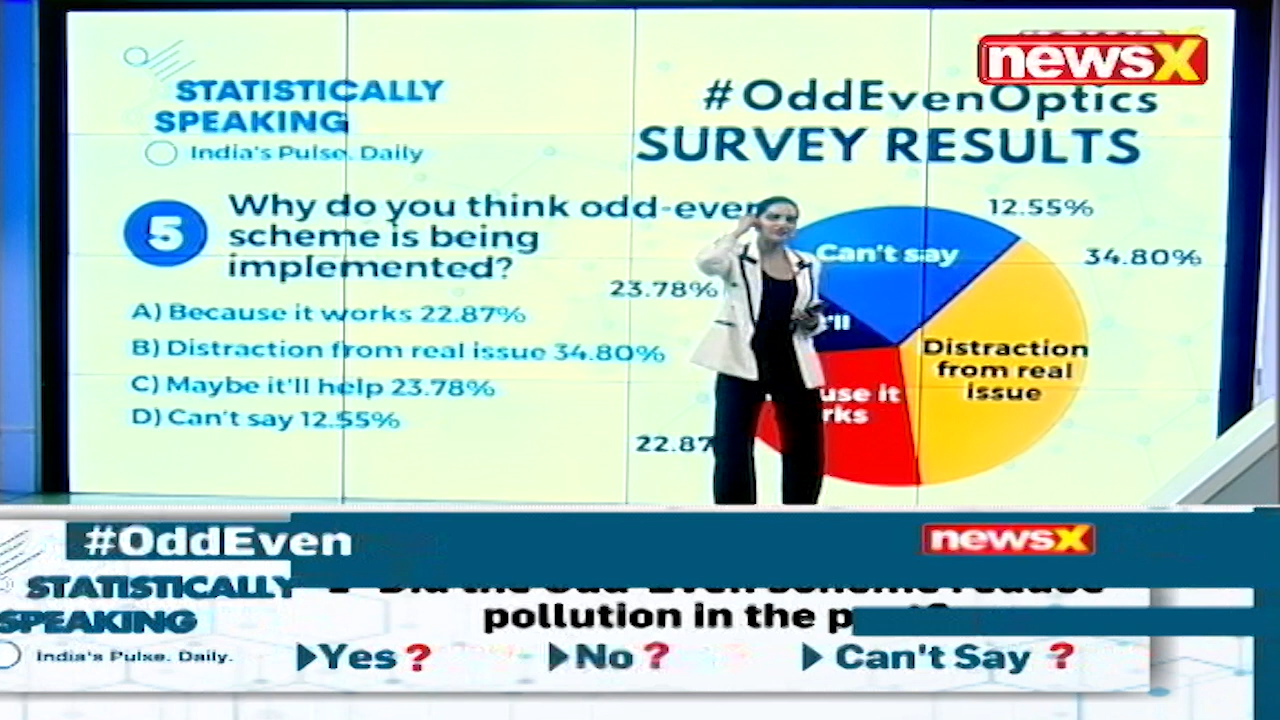 STATISTICALLY
SPEAKING
India's Pulse. Daily
newsX
#OddEvenOptics
SURVEY RESULTS
5
Why do you think odd-even
scheme is being
implemented?
A) Because it works 22.87%
B) Distraction from real issue 34.80%
C) Maybe it'll help 23.78%
D) Can't say 12.55%
12.55%
34.80%
23.78%
Can't say
Distraction
from real
issue
#OddEven
newsX
STATISTICALLY
SPEAKING
India's Pulse. Daily.
pollution in the
Yes ?
No ?
Can't Say ?